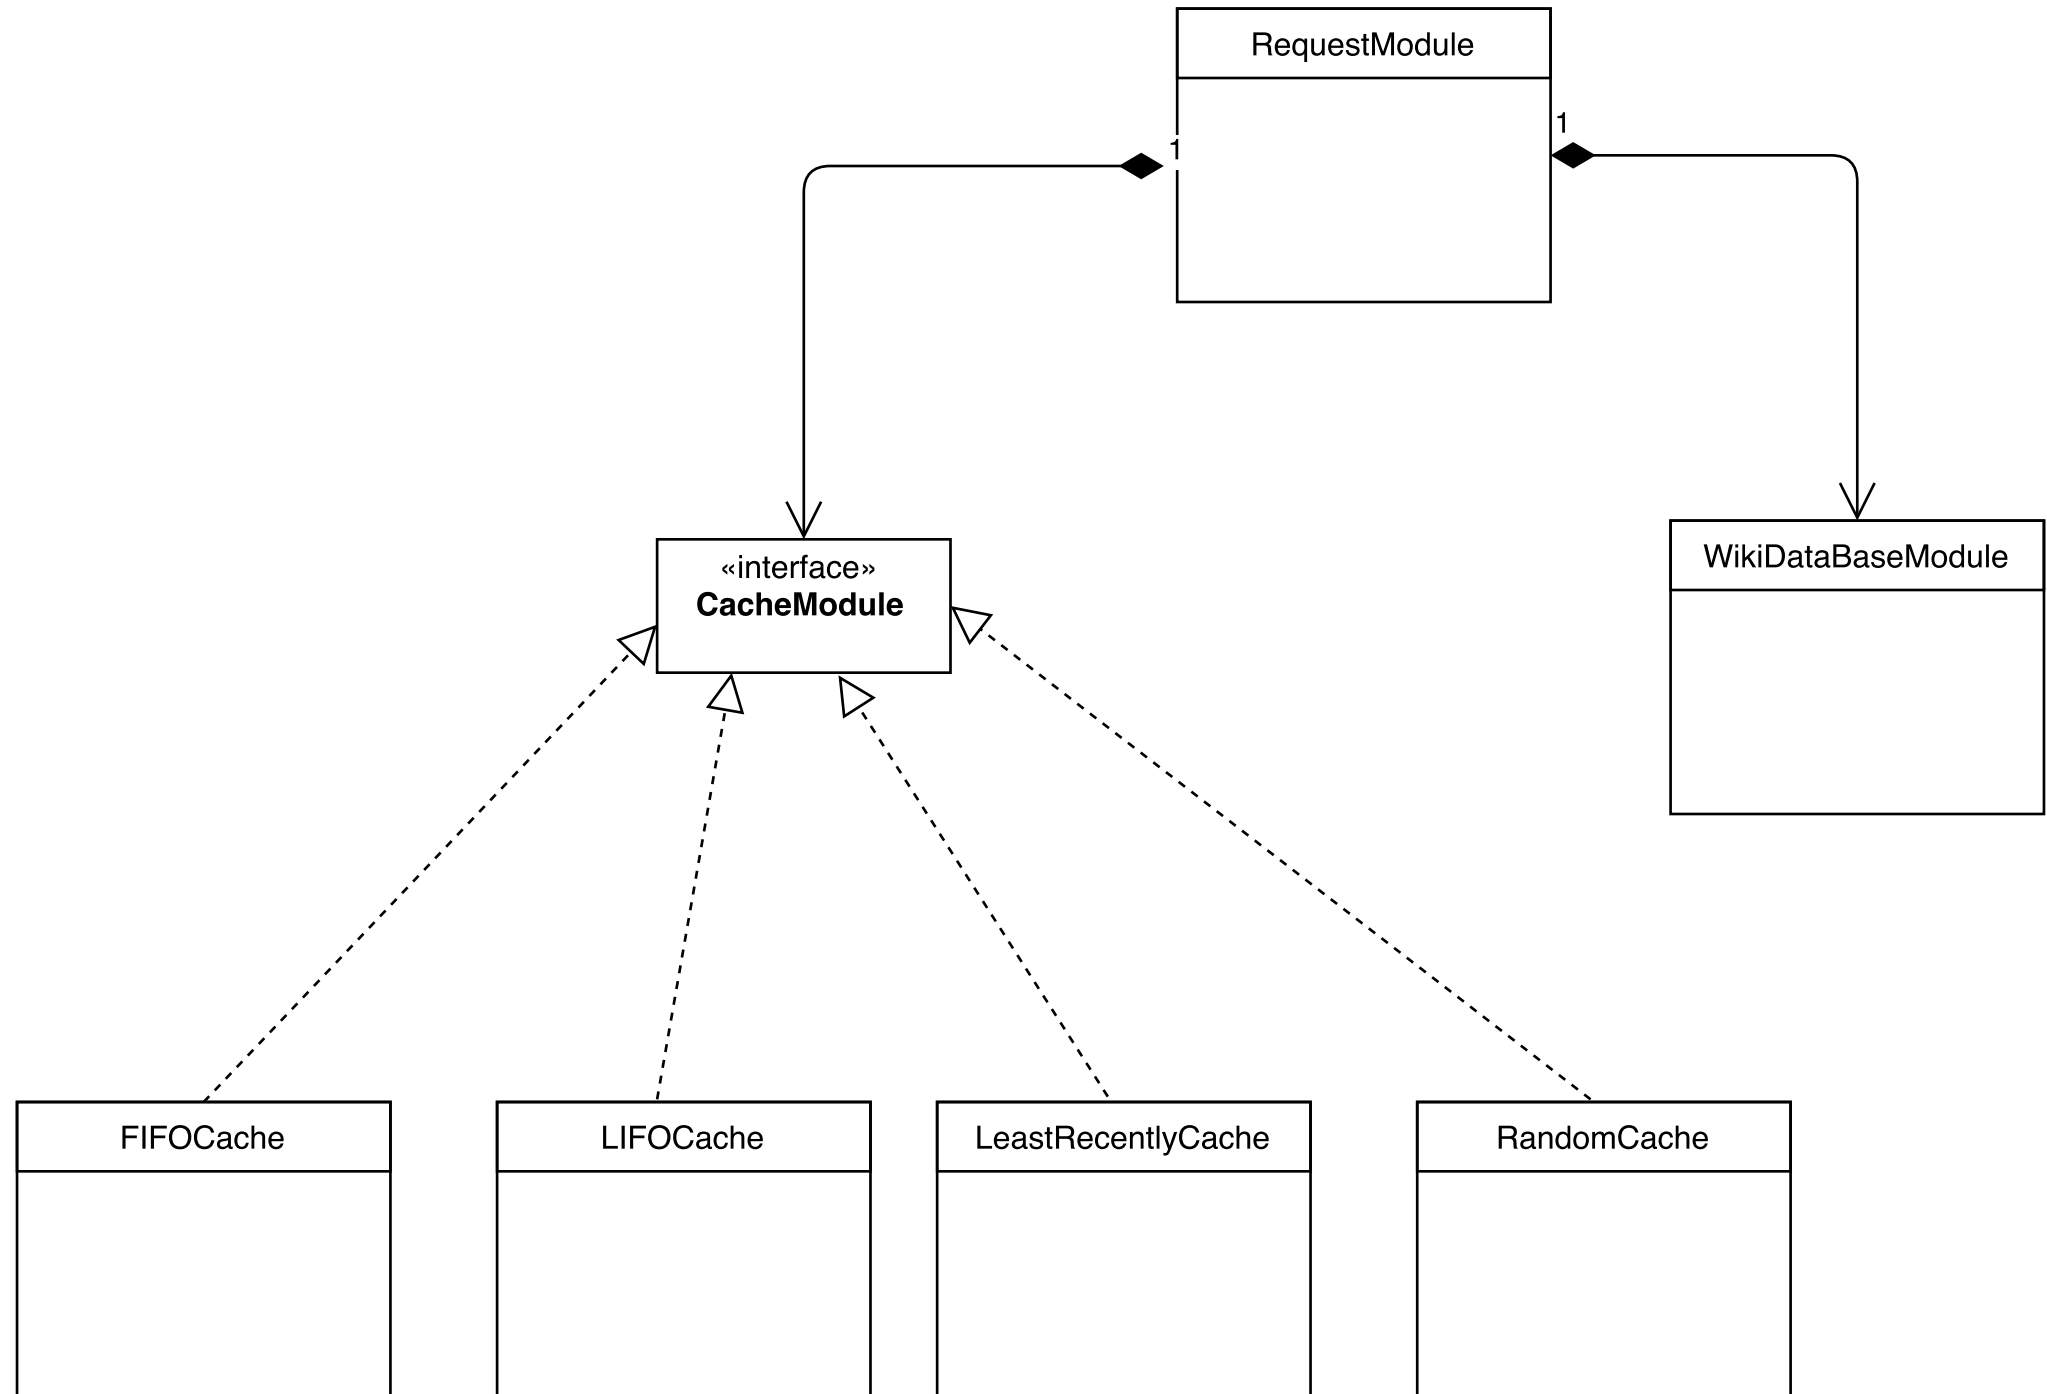 RequestModule
1
1
«interface»
CacheModule
WikiDataBaseModule
FIFOCache
LIFOCache
LeastRecentlyCache
RandomCache